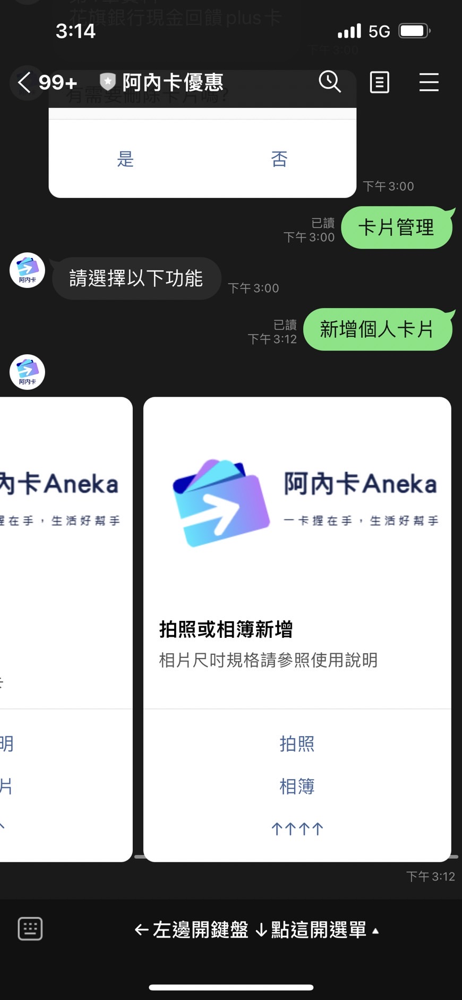 花旗銀行現金回饋plus卡
3:14
5G
下午3:00
99+
阿內卡優惠
有需要刪除卡片嗎?
是
否
下午3:00
卡片管理
已讀
下午3:00
阿內卡
請選擇以下功能
下午3:00
新增個人卡片
已讀
下午3:12
阿內卡
內卡Aneka
握在手，生活好幫手
明
片
阿內卡Aneka
一卡握在手，生活好幫手
拍照或相簿新增
相片尺吋規格請參照使用說明
拍照
相簿
↑↑↑↑
下午3:12
←左邊開鍵盤↓點這開選單▲